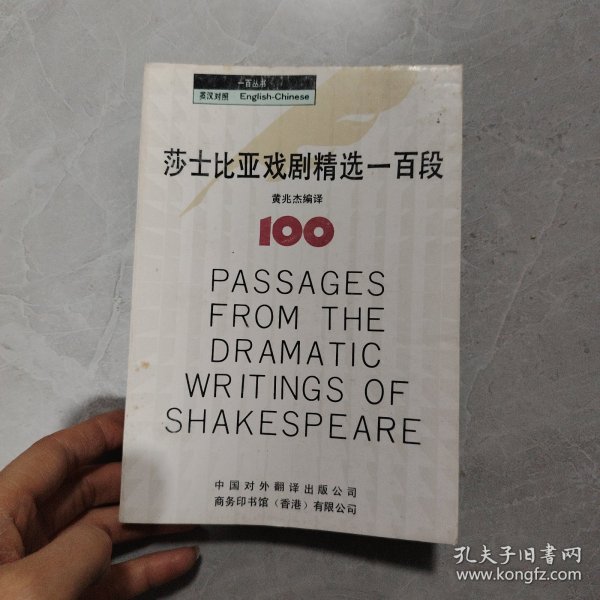 一百丛书
英汉对照 English-Chinese
莎士比亚戏剧精选一百段
黄兆杰编译
100
PASSAGES
FROM THE
DRAMATIC
WRITINGS OF
SHAKESPEARE
中国对外翻译出版公司
商务印书馆（香港）有限公司
孔夫子旧书网
www.kongfz.com